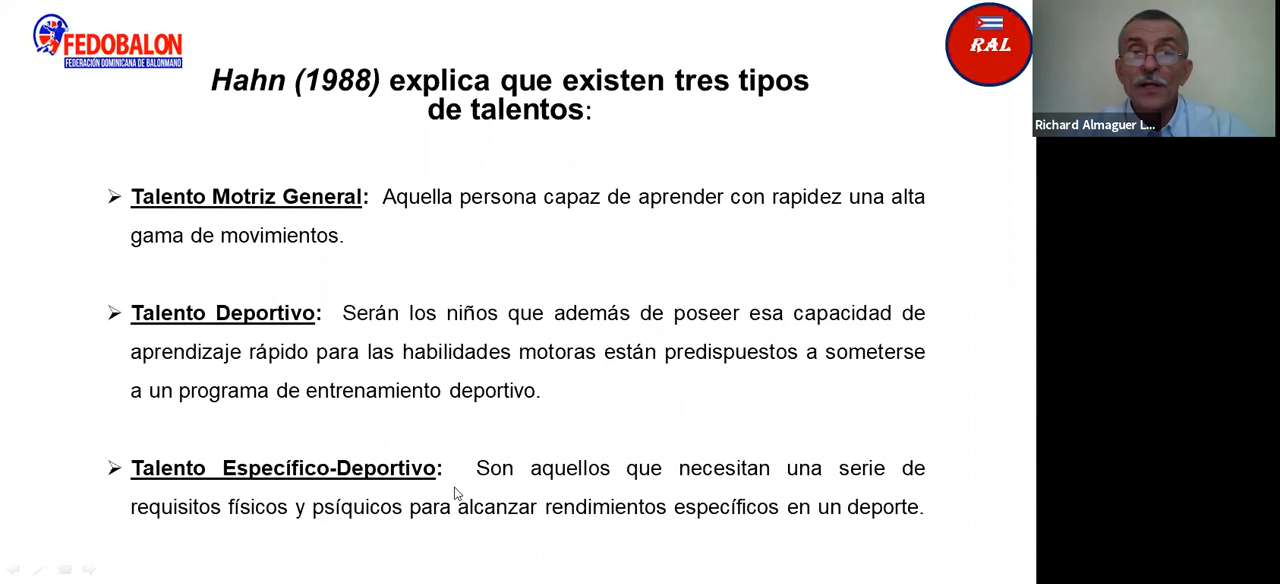 FEDOBALON
FEDERACIÓN DOMINICANA DE BALONMANO
RAL
Richard Almaguer L...
Hahn (1988) explica que existen tres tipos
de talentos:
Talento Motriz General: Aquella persona capaz de aprender con rapidez una alta
gama de movimientos.
Talento Deportivo: Serán los niños que además de poseer esa capacidad de
aprendizaje rápido para las habilidades motoras están predispuestos a someterse
a un programa de entrenamiento deportivo.
Talento Específico-Deportivo: Son aquellos que necesitan una serie de
requisitos físicos y psíquicos para alcanzar rendimientos específicos en un deporte.